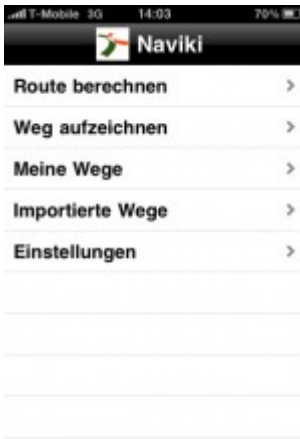 T-Mobile 3G 14:03 70%
Naviki
Route berechnen
Weg aufzeichnen
Meine Wege
Importierte Wege
Einstellungen